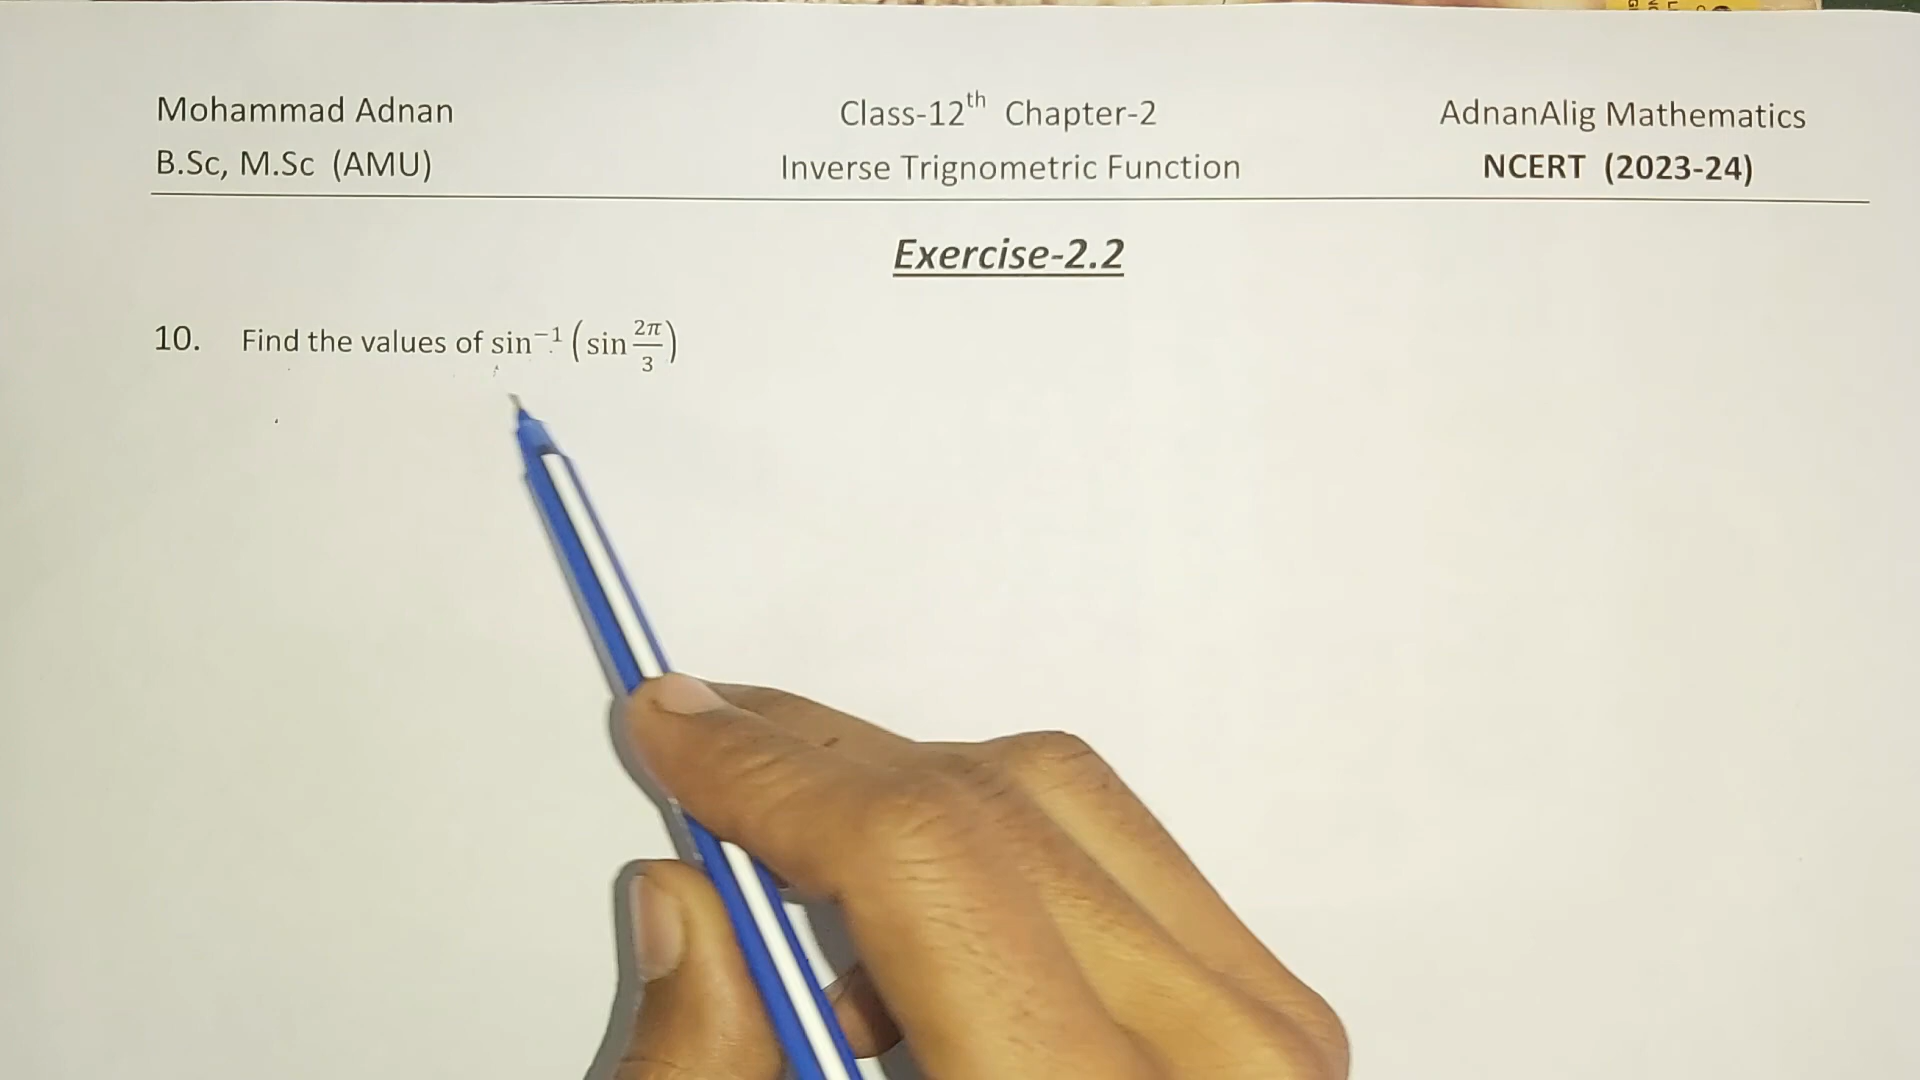 Mohammad Adnan
B.Sc, M.Sc (AMU)
Class-12th Chapter-2
Inverse Trignometric Function
AdnanAlig Mathematics
NCERT (2023-24)
Exercise-2.2
10. Find the values of sin⁻¹ (sin 2π/3)